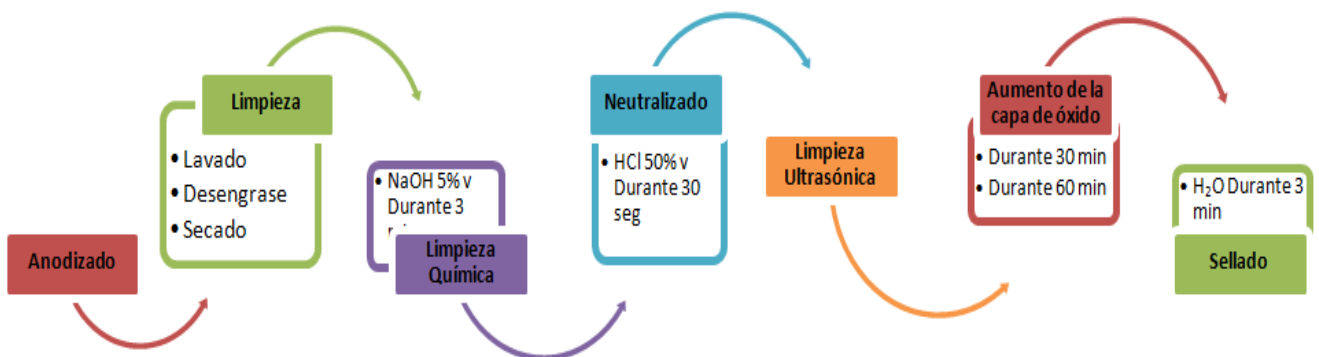 Anodizado
Limpieza
• Lavado
• Desengrase
• Secado
• NaOH 5% v
Durante 3
Limpieza
Química
Neutralizado
• HCl 50% v
Durante 30
seg
Limpieza
Ultrasónica
Aumento de la
capa de óxido
• Durante 30 min
• Durante 60 min
• H₂O Durante 3
min
Sellado